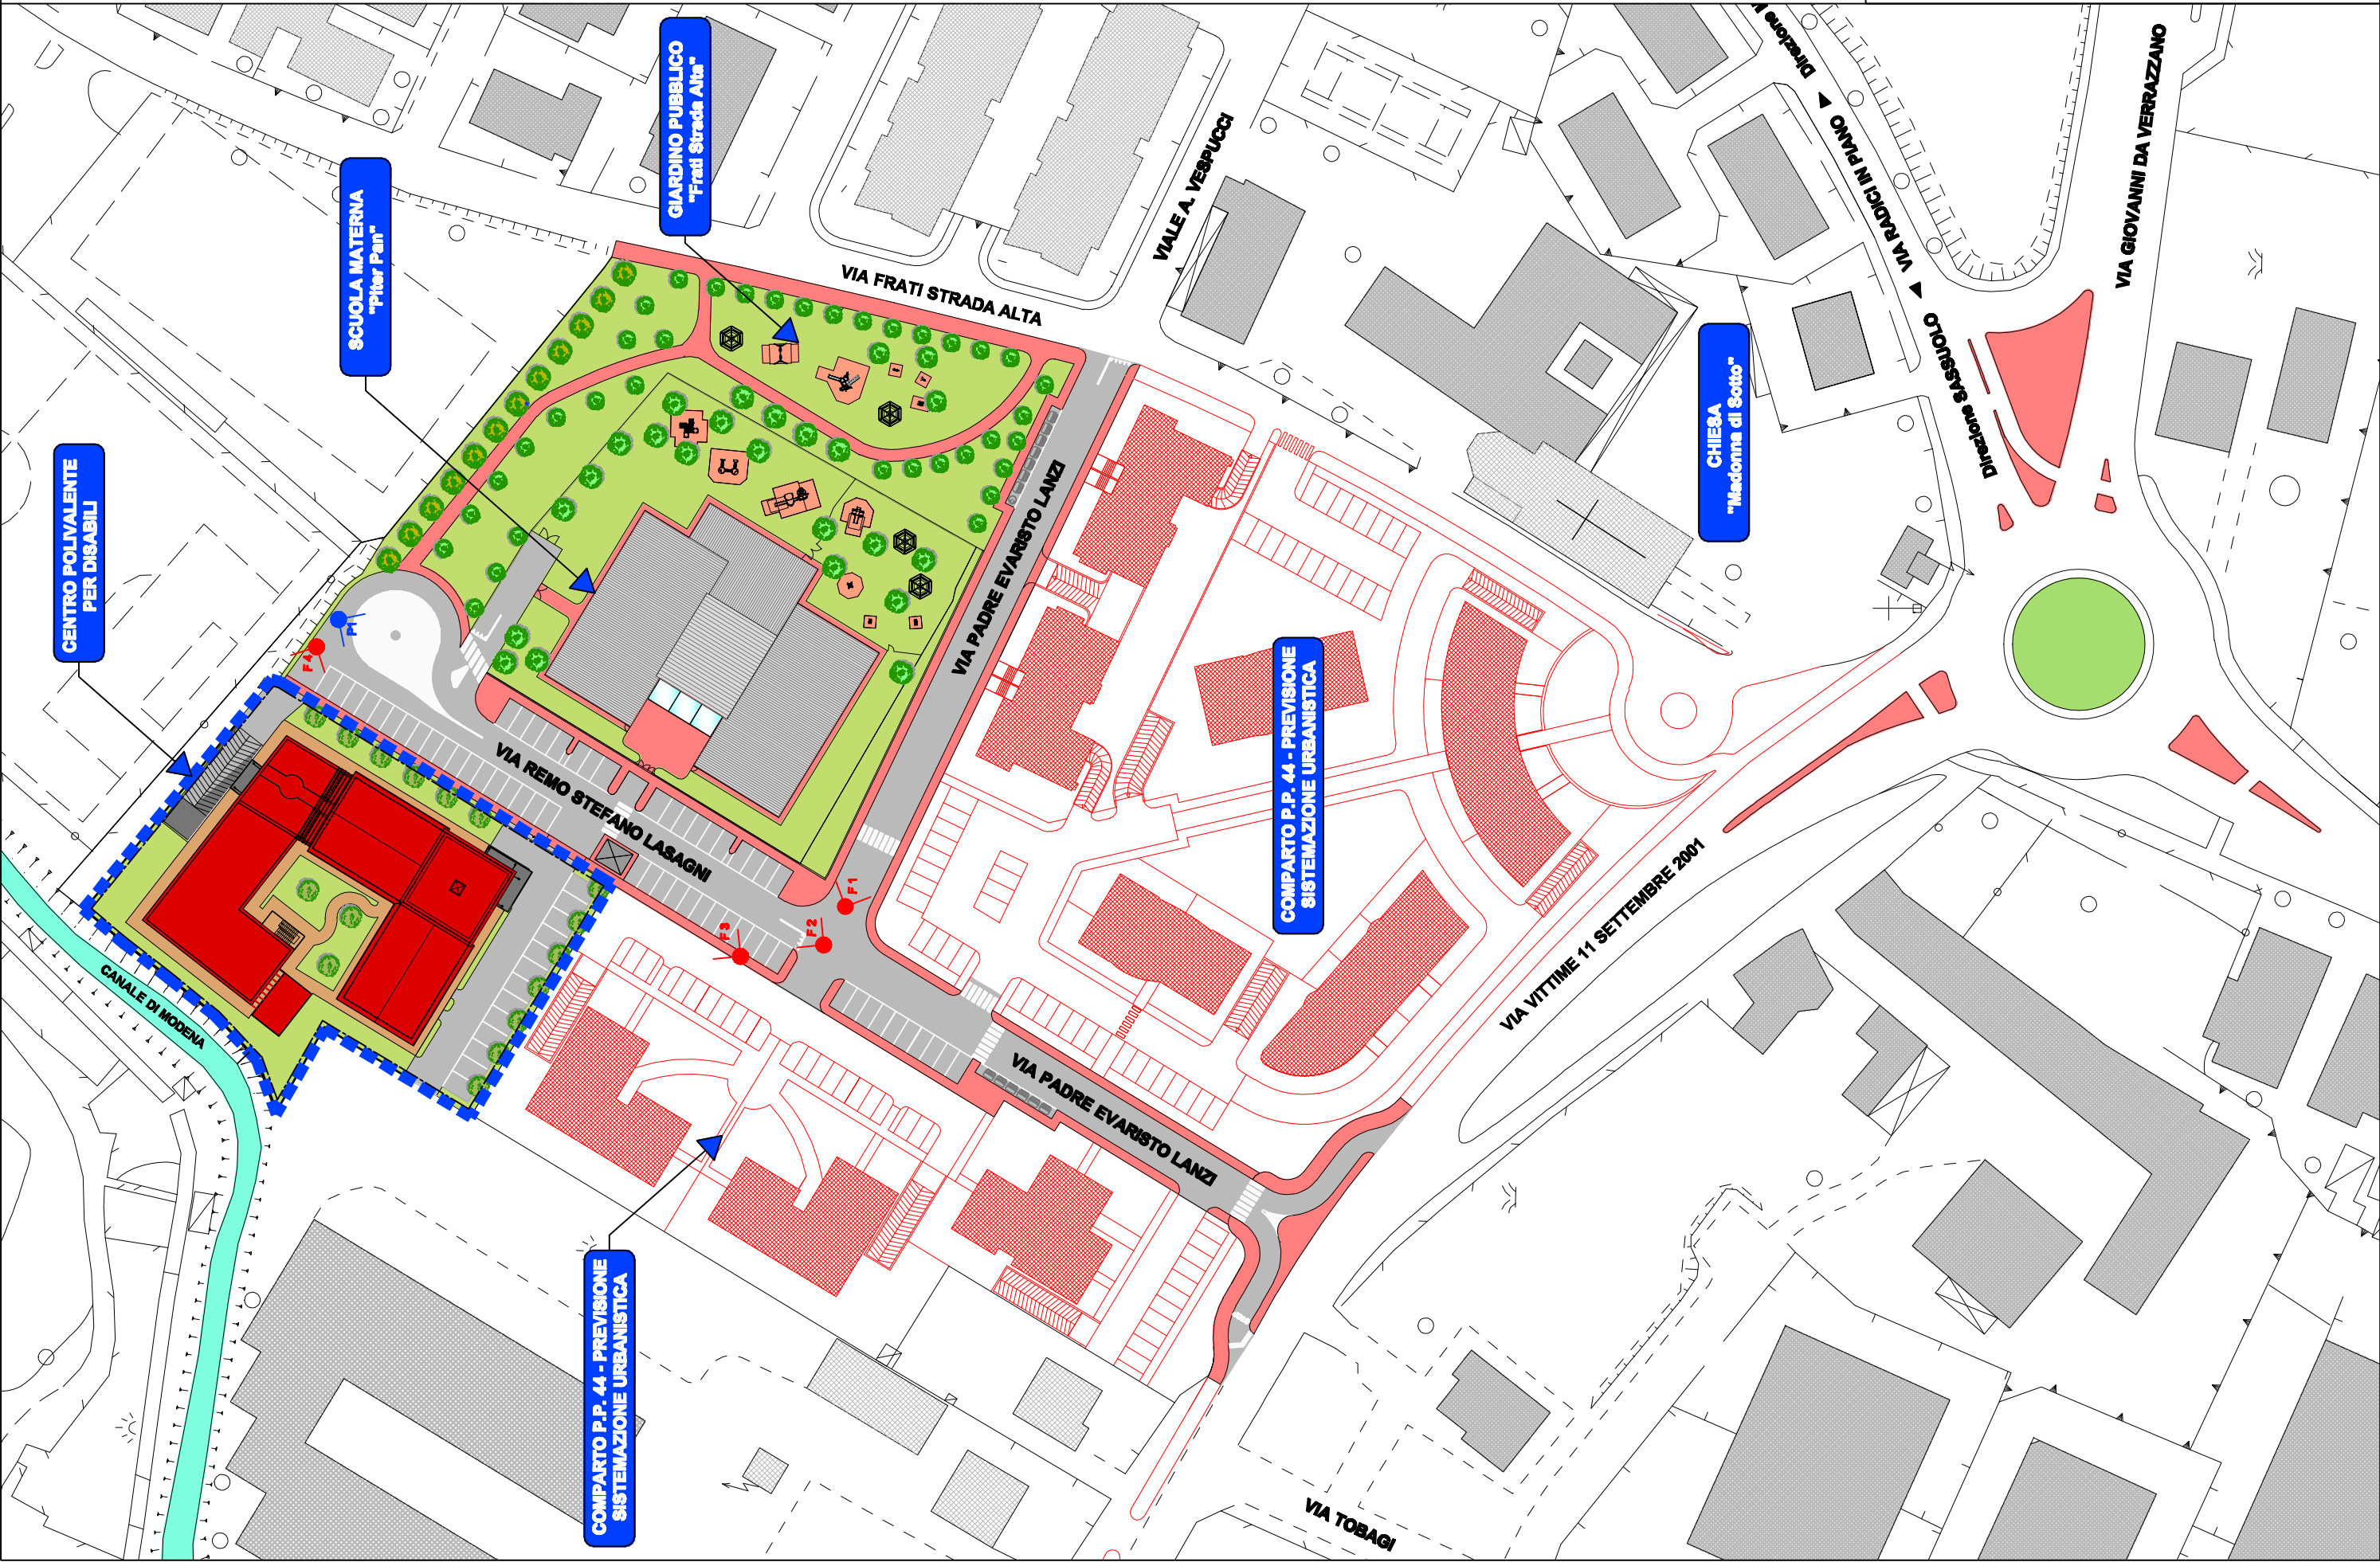 GIARDINO PUBBLICO
"Frati Strada Alta"
SCUOLA MATERNA
"Piter Pan"
CENTRO POLIVALENTE
PER DISABILI
VIA FRATI STRADA ALTA
VIALE A. VESPUCCI
Direzione
VIA RADICI IN PIANO
Direzione SASSUOLO
VIA GIOVANNI DA VERRAZZANO
CHIESA
"Madonna di Sotto"
VIA PADRE EVARISTO LANZI
COMPARTO P.P. 44 - PREVISIONE
SISTEMAZIONE URBANISTICA
P1
F4
VIA REMO STEFANO LASAGNI
F1
F2
F3
CANALE DI MODENA
VIA VITTIME 11 SETTEMBRE 2001
VIA PADRE EVARISTO LANZI
COMPARTO P.P. 44 - PREVISIONE
SISTEMAZIONE URBANISTICA
VIA TOBAGI